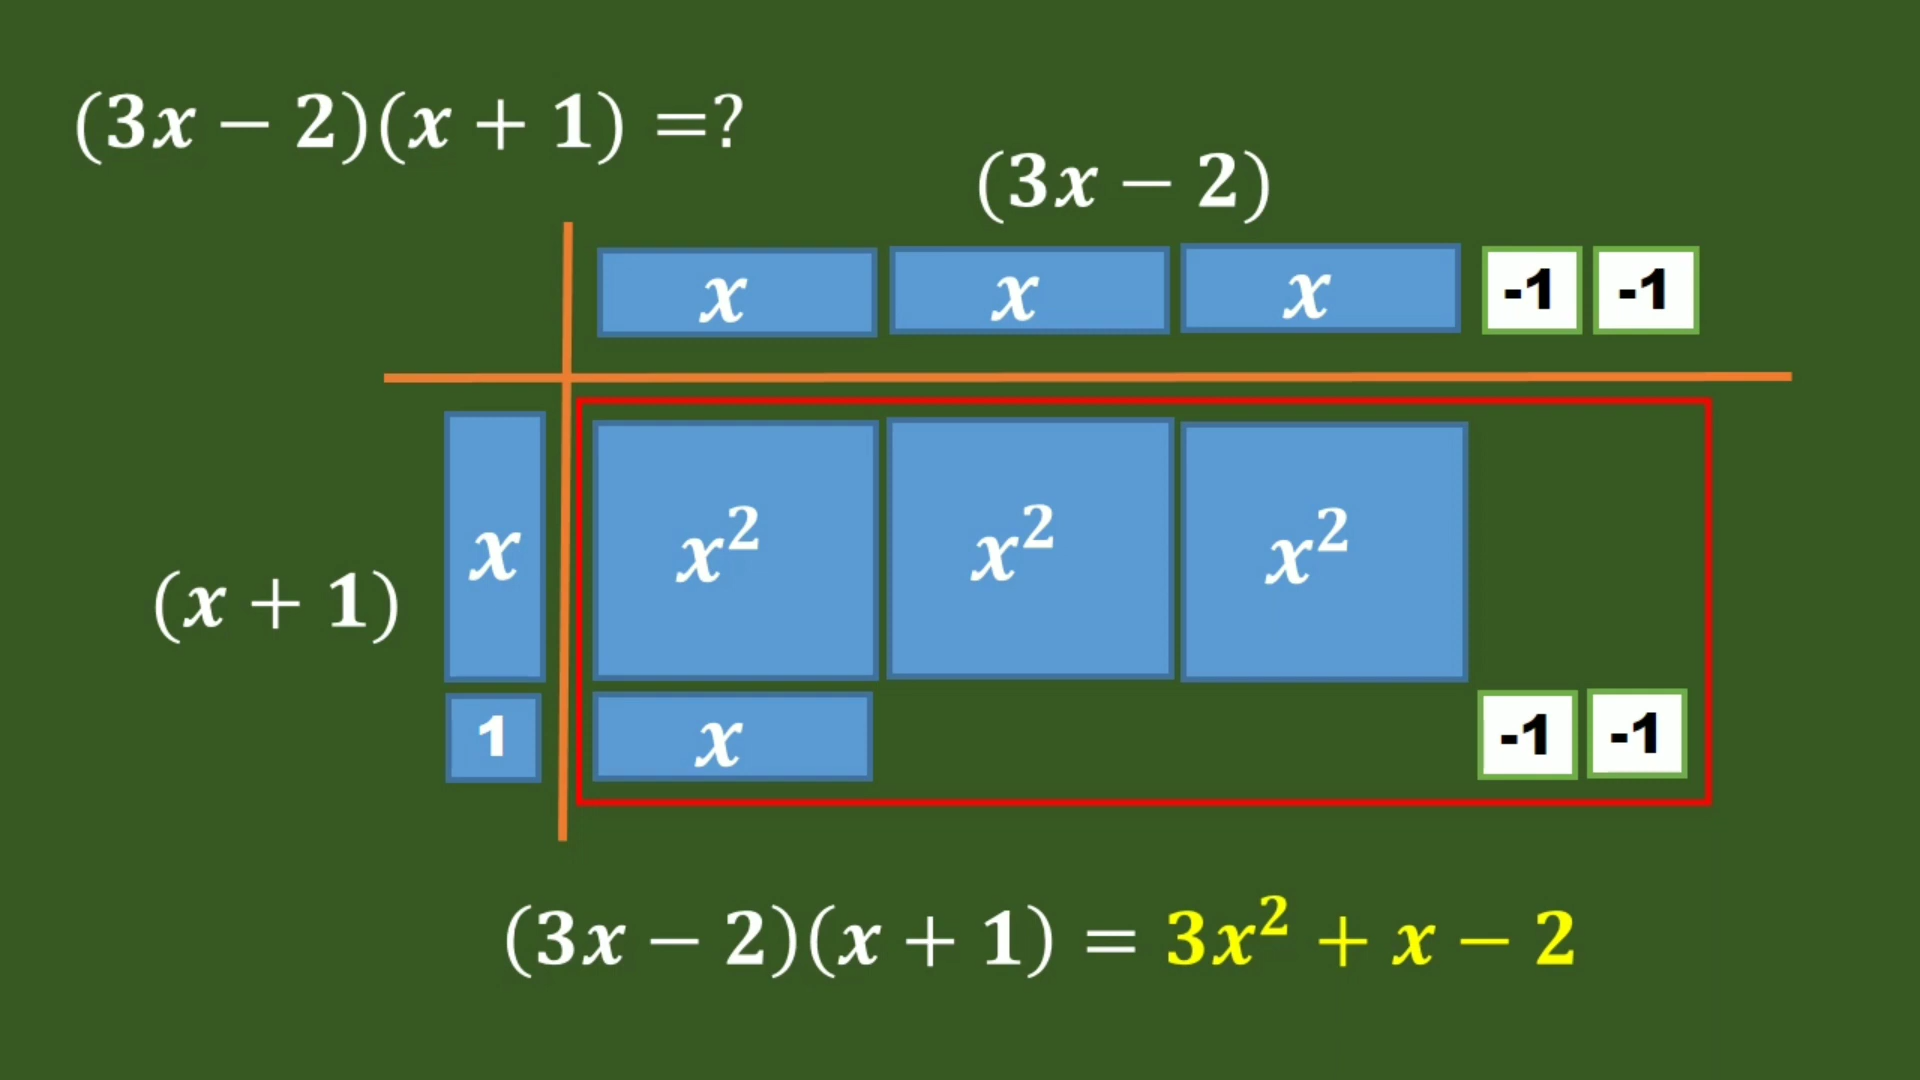 (3x − 2)(x + 1) =?
(3x − 2)
x x x -1 -1
x x² x² x²
(x + 1)
1 x -1 -1
(3x − 2)(x + 1) = 3x² + x − 2